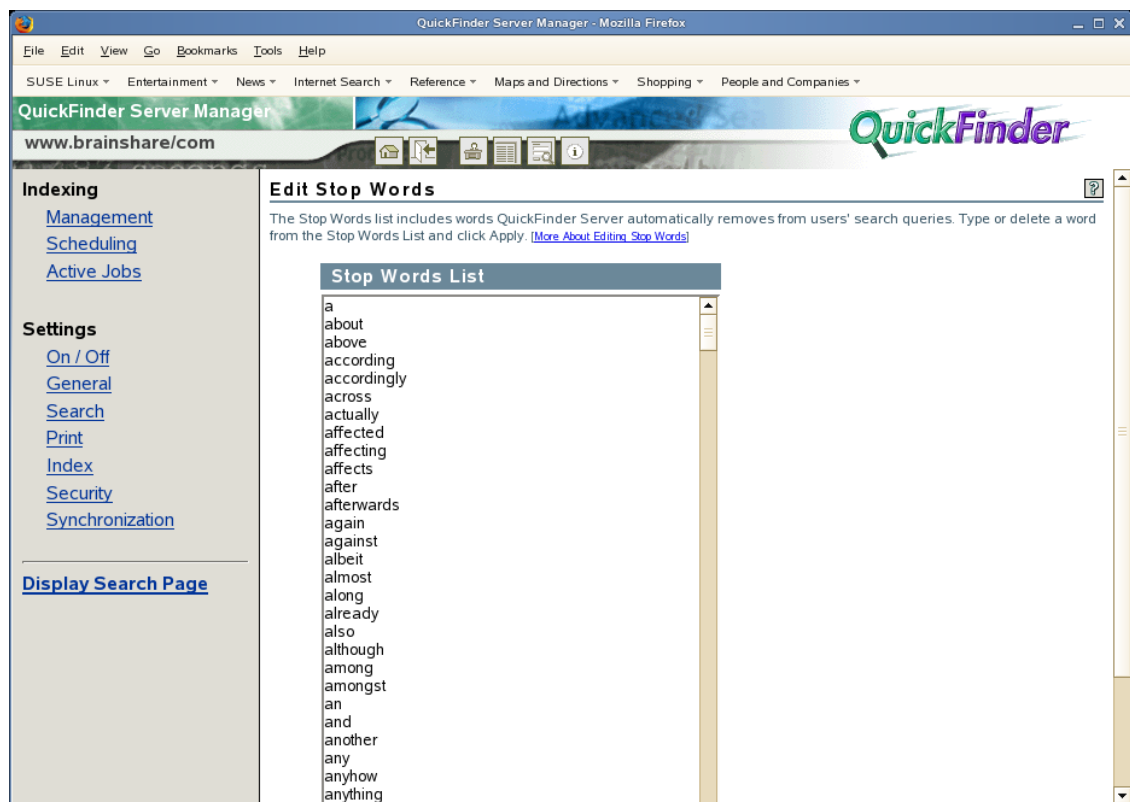 QuickFinder Server Manager - Mozilla Firefox
File Edit View Go Bookmarks Tools Help
SUSE Linux Entertainment News Internet Search Reference Maps and Directions Shopping People and Companies
QuickFinder Server Manager
Advanced Sea
QuickFinder
www.brainshare/com
Indexing
Management
Scheduling
Active Jobs
Settings
On / Off
General
Search
Print
Index
Security
Synchronization
Display Search Page
Edit Stop Words
The Stop Words list includes words QuickFinder Server automatically removes from users' search queries. Type or delete a word
from the Stop Words List and click Apply. [More About Editing Stop Words]
Stop Words List
a
about
above
according
accordingly
across
actually
affected
affecting
affects
after
afterwards
again
against
albeit
almost
along
already
also
although
among
amongst
an
and
another
any
anyhow
anything